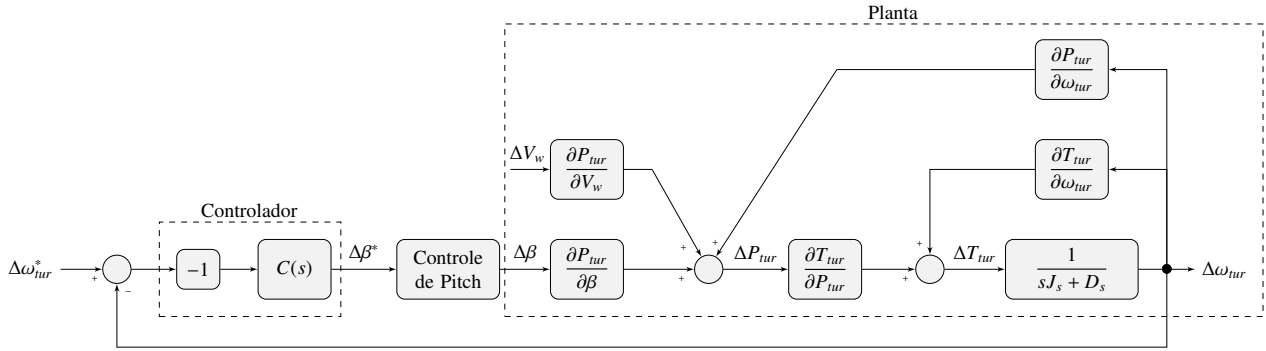 Planta
∂P_tur
∂ω_tur
ΔV_w
∂P_tur
∂V_w
∂T_tur
∂ω_tur
+
+
+
Controlador
Δω*_tur
+
−
−1
C(s)
Δβ*
Controle
de Pitch
Δβ
∂P_tur
∂β
+
ΔP_tur
∂T_tur
∂P_tur
+
ΔT_tur
1
sJ_s + D_s
Δω_tur